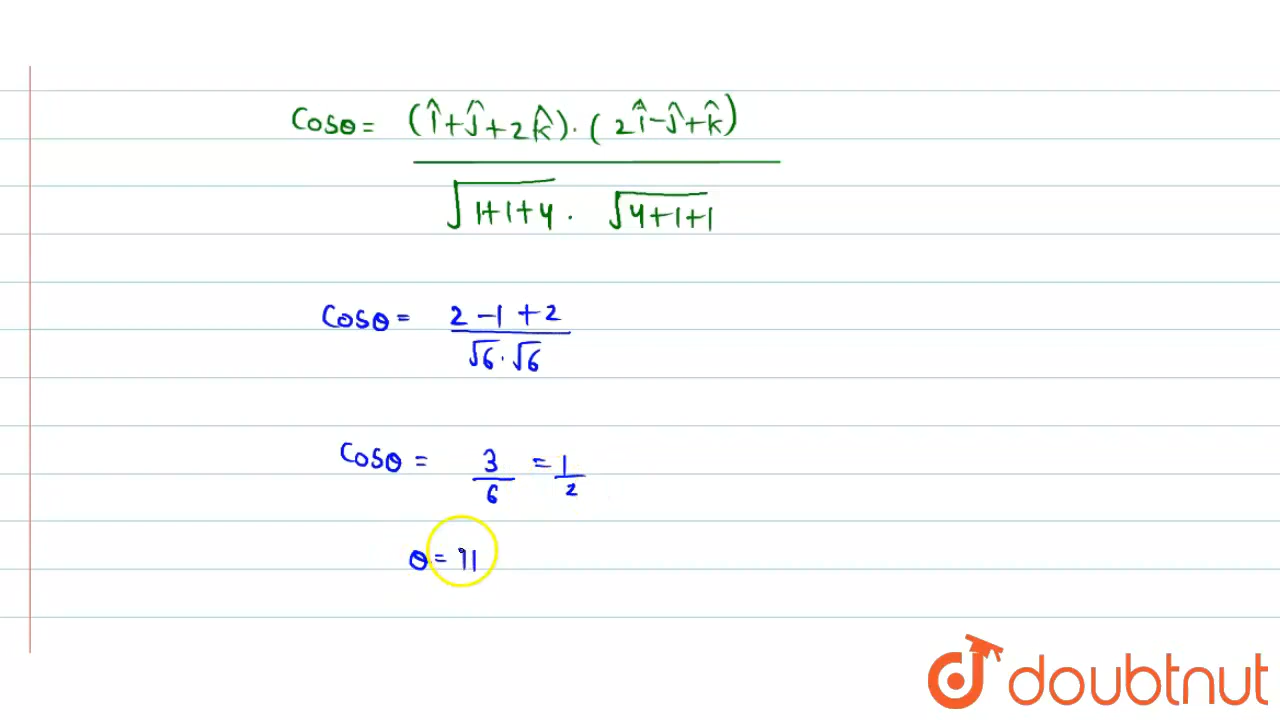 cosθ = (î+ĵ+2k̂)·(2î-ĵ+k̂)
√1+1+4 · √4+1+1
cosθ = 2-1+2
√6·√6
cosθ = 3/6 = 1/2
θ = π
doubtnut